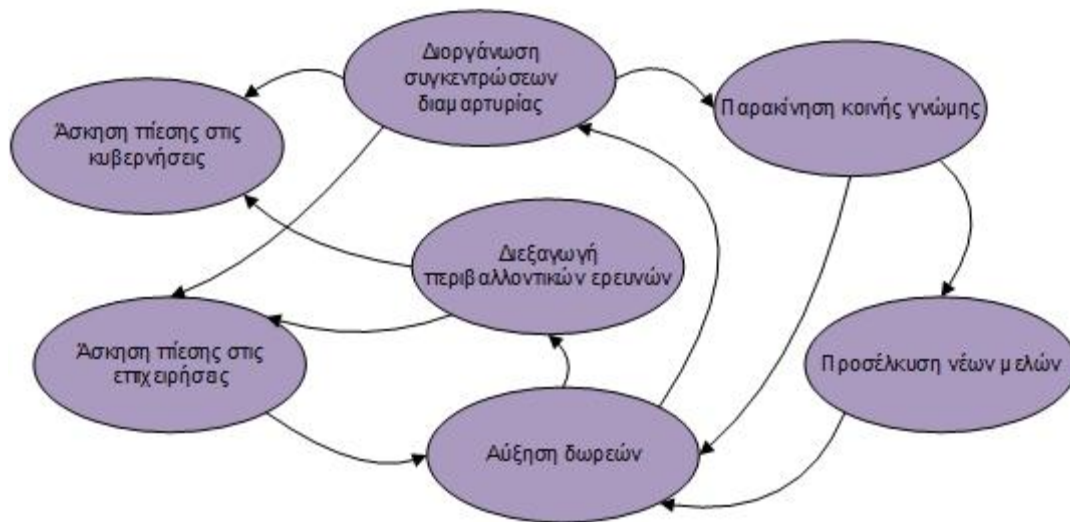 Διοργάνωση
συγκεντρώσεων
διαμαρτυρίας
Παρακίνηση κοινής γνώμης
Άσκηση πίεσης στις
κυβερνήσεις
Διεξαγωγή
περιβαλλοντικών ερευνών
Άσκηση πίεσης στις
επιχειρήσεις
Προσέλκυση νέων μελών
Αύξηση δωρεών